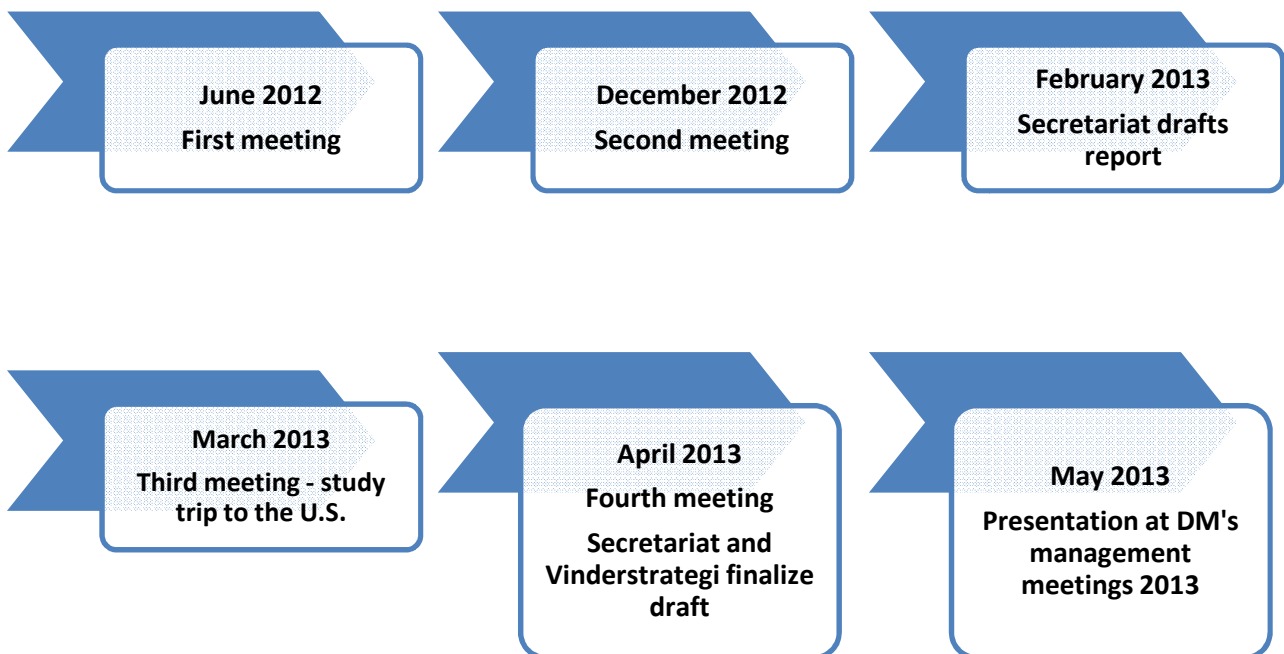 June 2012
First meeting
December 2012
Second meeting
February 2013
Secretariat drafts
report
March 2013
Third meeting - study
trip to the U.S.
April 2013
Fourth meeting
Secretariat and
Vinderstrategi finalize
draft
May 2013
Presentation at DM's
management
meetings 2013